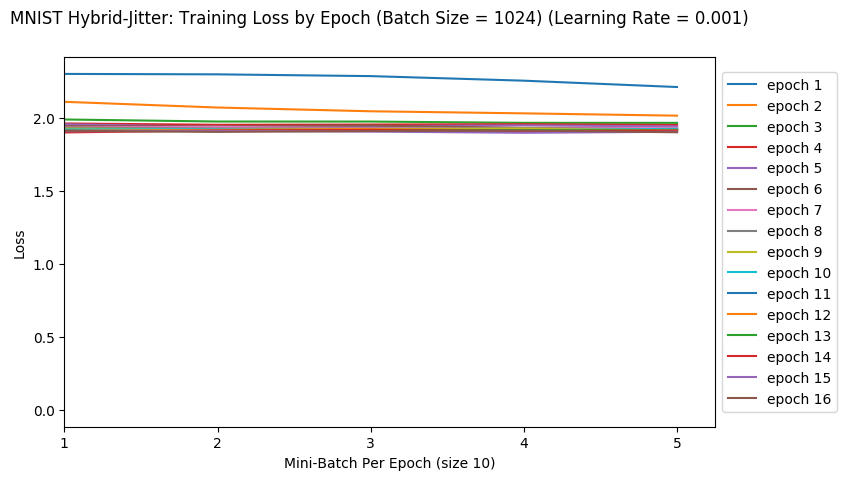 MNIST Hybrid-Jitter: Training Loss by Epoch (Batch Size = 1024) (Learning Rate = 0.001)
Loss
2.0
1.5
1.0
0.5
0.0
1 2 3 4 5
Mini-Batch Per Epoch (size 10)
epoch 1
epoch 2
epoch 3
epoch 4
epoch 5
epoch 6
epoch 7
epoch 8
epoch 9
epoch 10
epoch 11
epoch 12
epoch 13
epoch 14
epoch 15
epoch 16